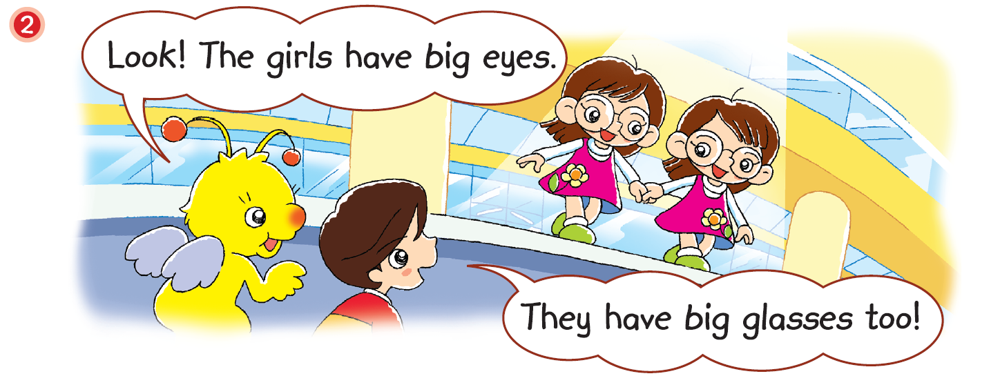 2
Look! The girls have big eyes.
They have big glasses too!